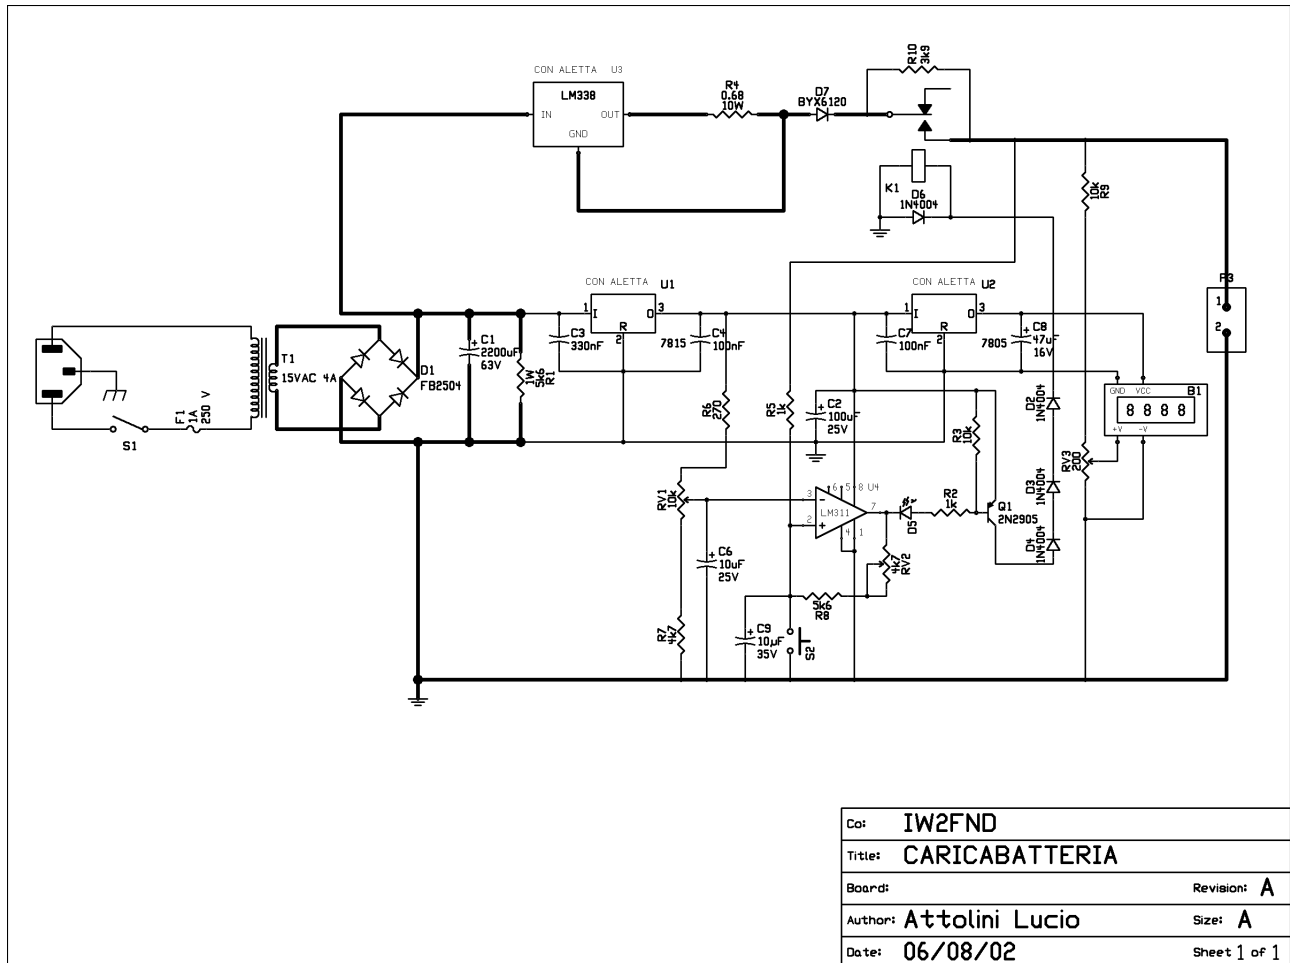 R10
3k9
CON ALETTA U3
LM338
IN
OUT
GND
R4
0.68
10W
D7
BYX6120
K1
D6
1N4004
10k
R9
CON ALETTA
U1
1
I
O
3
R
2
7815
C3
330nF
C4
100nF
CON ALETTA
U2
1
I
O
3
R
2
7805
C7
100nF
C8
47uF
16V
P3
1
2
T1
15VAC 4A
F1
1A
250 V
S1
D1
FB2504
C1
2200uF
63V
1W
5k6
R1
R6
270
R5
1k
C2
100uF
25V
R3
10k
D2
1N4004
GND VCC
B1
8 8 8 8
+V -V
RV3
200
RV1
10k
3
2
6 5 8 U4
LM311
7
4 1
D5
R2
1k
Q1
2N2905
D3
1N4004
D4
1N4004
C6
10uF
25V
4k7
RV2
5k6
R8
R7
4k7
C9
10µF
35V
S2
Co: IW2FND
Title: CARICABATTERIA
Board:
Revision: A
Author: Attolini Lucio
Size: A
Date: 06/08/02
Sheet 1 of 1